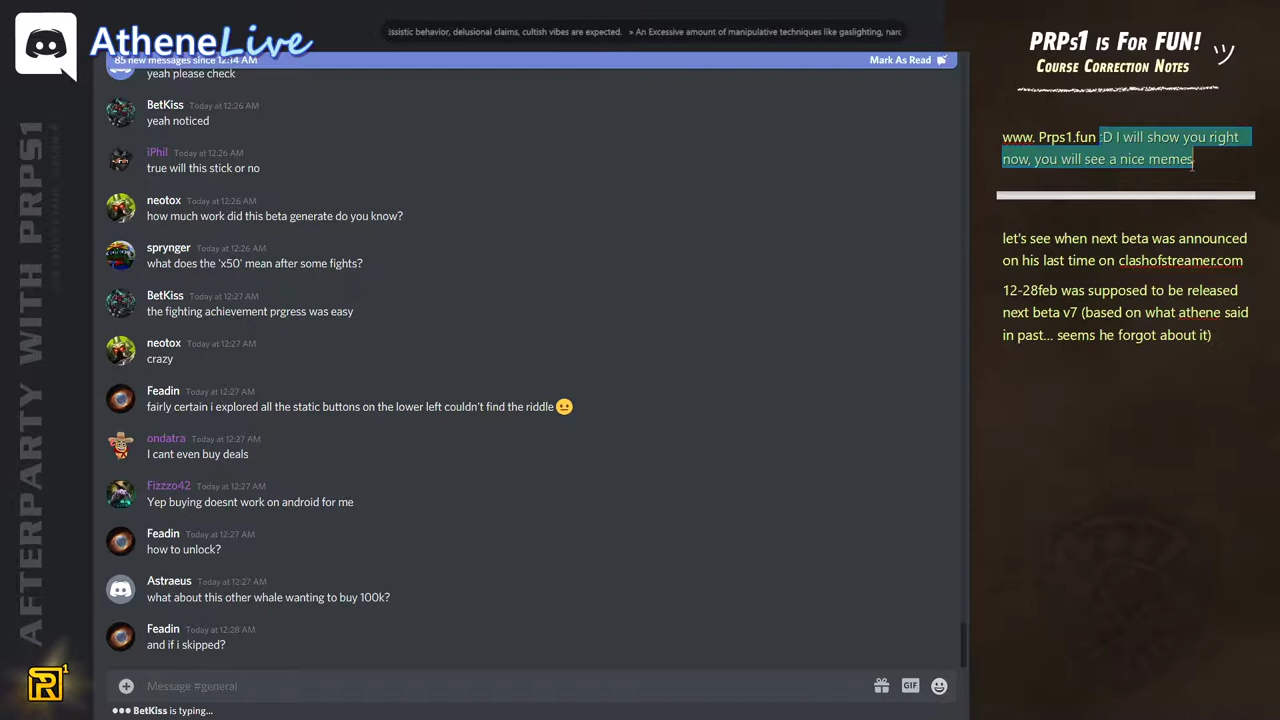 AtheneLive
issistic behavior, delusional claims, cultish vibes are expected.  » An Excessive amount of manipulative techniques like gaslighting, narc
85 new messages since 12:14 AM
Mark As Read
yeah please check
BetKiss Today at 12:26 AM
yeah noticed
iPhil Today at 12:26 AM
true will this stick or no
neotox Today at 12:26 AM
how much work did this beta generate do you know?
sprynger Today at 12:26 AM
what does the 'x50' mean after some fights?
BetKiss Today at 12:27 AM
the fighting achievement prgress was easy
neotox Today at 12:27 AM
crazy
Feadin Today at 12:27 AM
fairly certain i explored all the static buttons on the lower left couldn't find the riddle
ondatra Today at 12:27 AM
I cant even buy deals
Fizzzo42 Today at 12:27 AM
Yep buying doesnt work on android for me
Feadin Today at 12:27 AM
how to unlock?
Astraeus Today at 12:27 AM
what about this other whale wanting to buy 100k?
Feadin Today at 12:28 AM
and if i skipped?
Message #general
GIF
BetKiss is typing...
AFTERPARTY WITH PRPS1
PRPs1 is For FUN!
Course Correction Notes
www. Prps1.fun :D I will show you right
now, you will see a nice memes
let's see when next beta was announced
on his last time on clashofstreamer.com
12-28feb was supposed to be released
next beta v7 (based on what athene said
in past... seems he forgot about it)